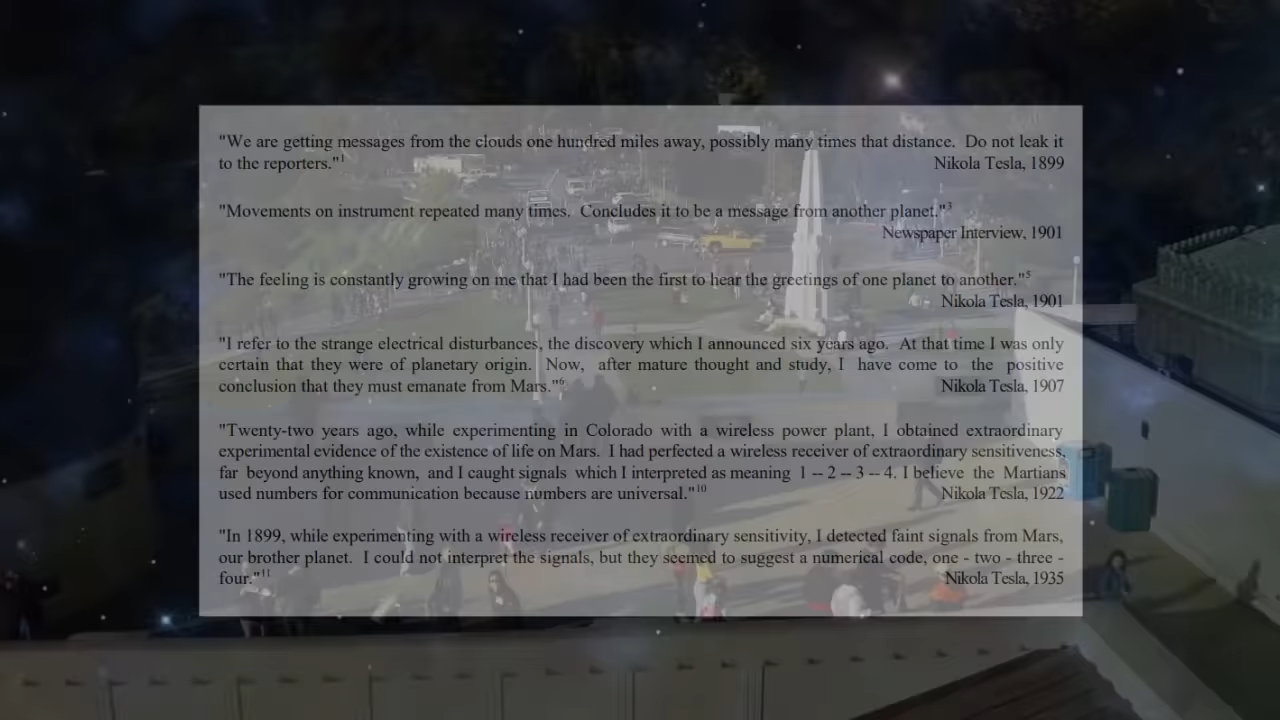 "We are getting messages from the clouds one hundred miles away, possibly many times that distance. Do not leak it
to the reporters."1 Nikola Tesla, 1899
"Movements on instrument repeated many times. Concludes it to be a message from another planet."3
Newspaper Interview, 1901
"The feeling is constantly growing on me that I had been the first to hear the greetings of one planet to another."5
Nikola Tesla, 1901
"I refer to the strange electrical disturbances, the discovery which I announced six years ago. At that time I was only
certain that they were of planetary origin. Now, after mature thought and study, I have come to the positive
conclusion that they must emanate from Mars."6 Nikola Tesla, 1907
"Twenty-two years ago, while experimenting in Colorado with a wireless power plant, I obtained extraordinary
experimental evidence of the existence of life on Mars. I had perfected a wireless receiver of extraordinary sensitiveness,
far beyond anything known, and I caught signals which I interpreted as meaning 1 -- 2 -- 3 -- 4. I believe the Martians
used numbers for communication because numbers are universal."10 Nikola Tesla, 1922
"In 1899, while experimenting with a wireless receiver of extraordinary sensitivity, I detected faint signals from Mars,
our brother planet. I could not interpret the signals, but they seemed to suggest a numerical code, one - two - three -
four."11 Nikola Tesla, 1935